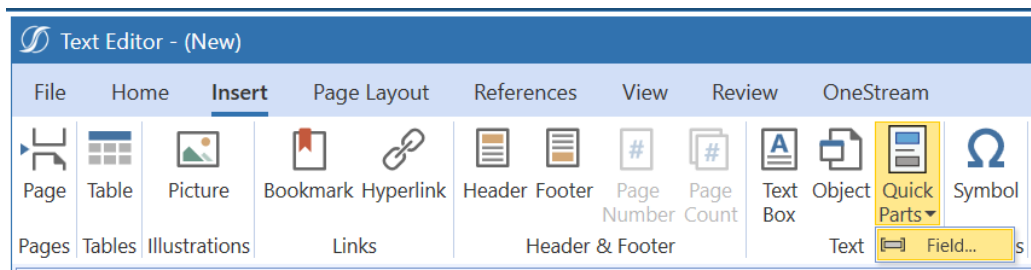 Text Editor - (New)
File Home Insert Page Layout References View Review OneStream
Page Table Picture Bookmark Hyperlink Header Footer Page Number Page Count Text Box Object Quick Parts Symbol
Pages Tables Illustrations Links Header & Footer Text
Field...